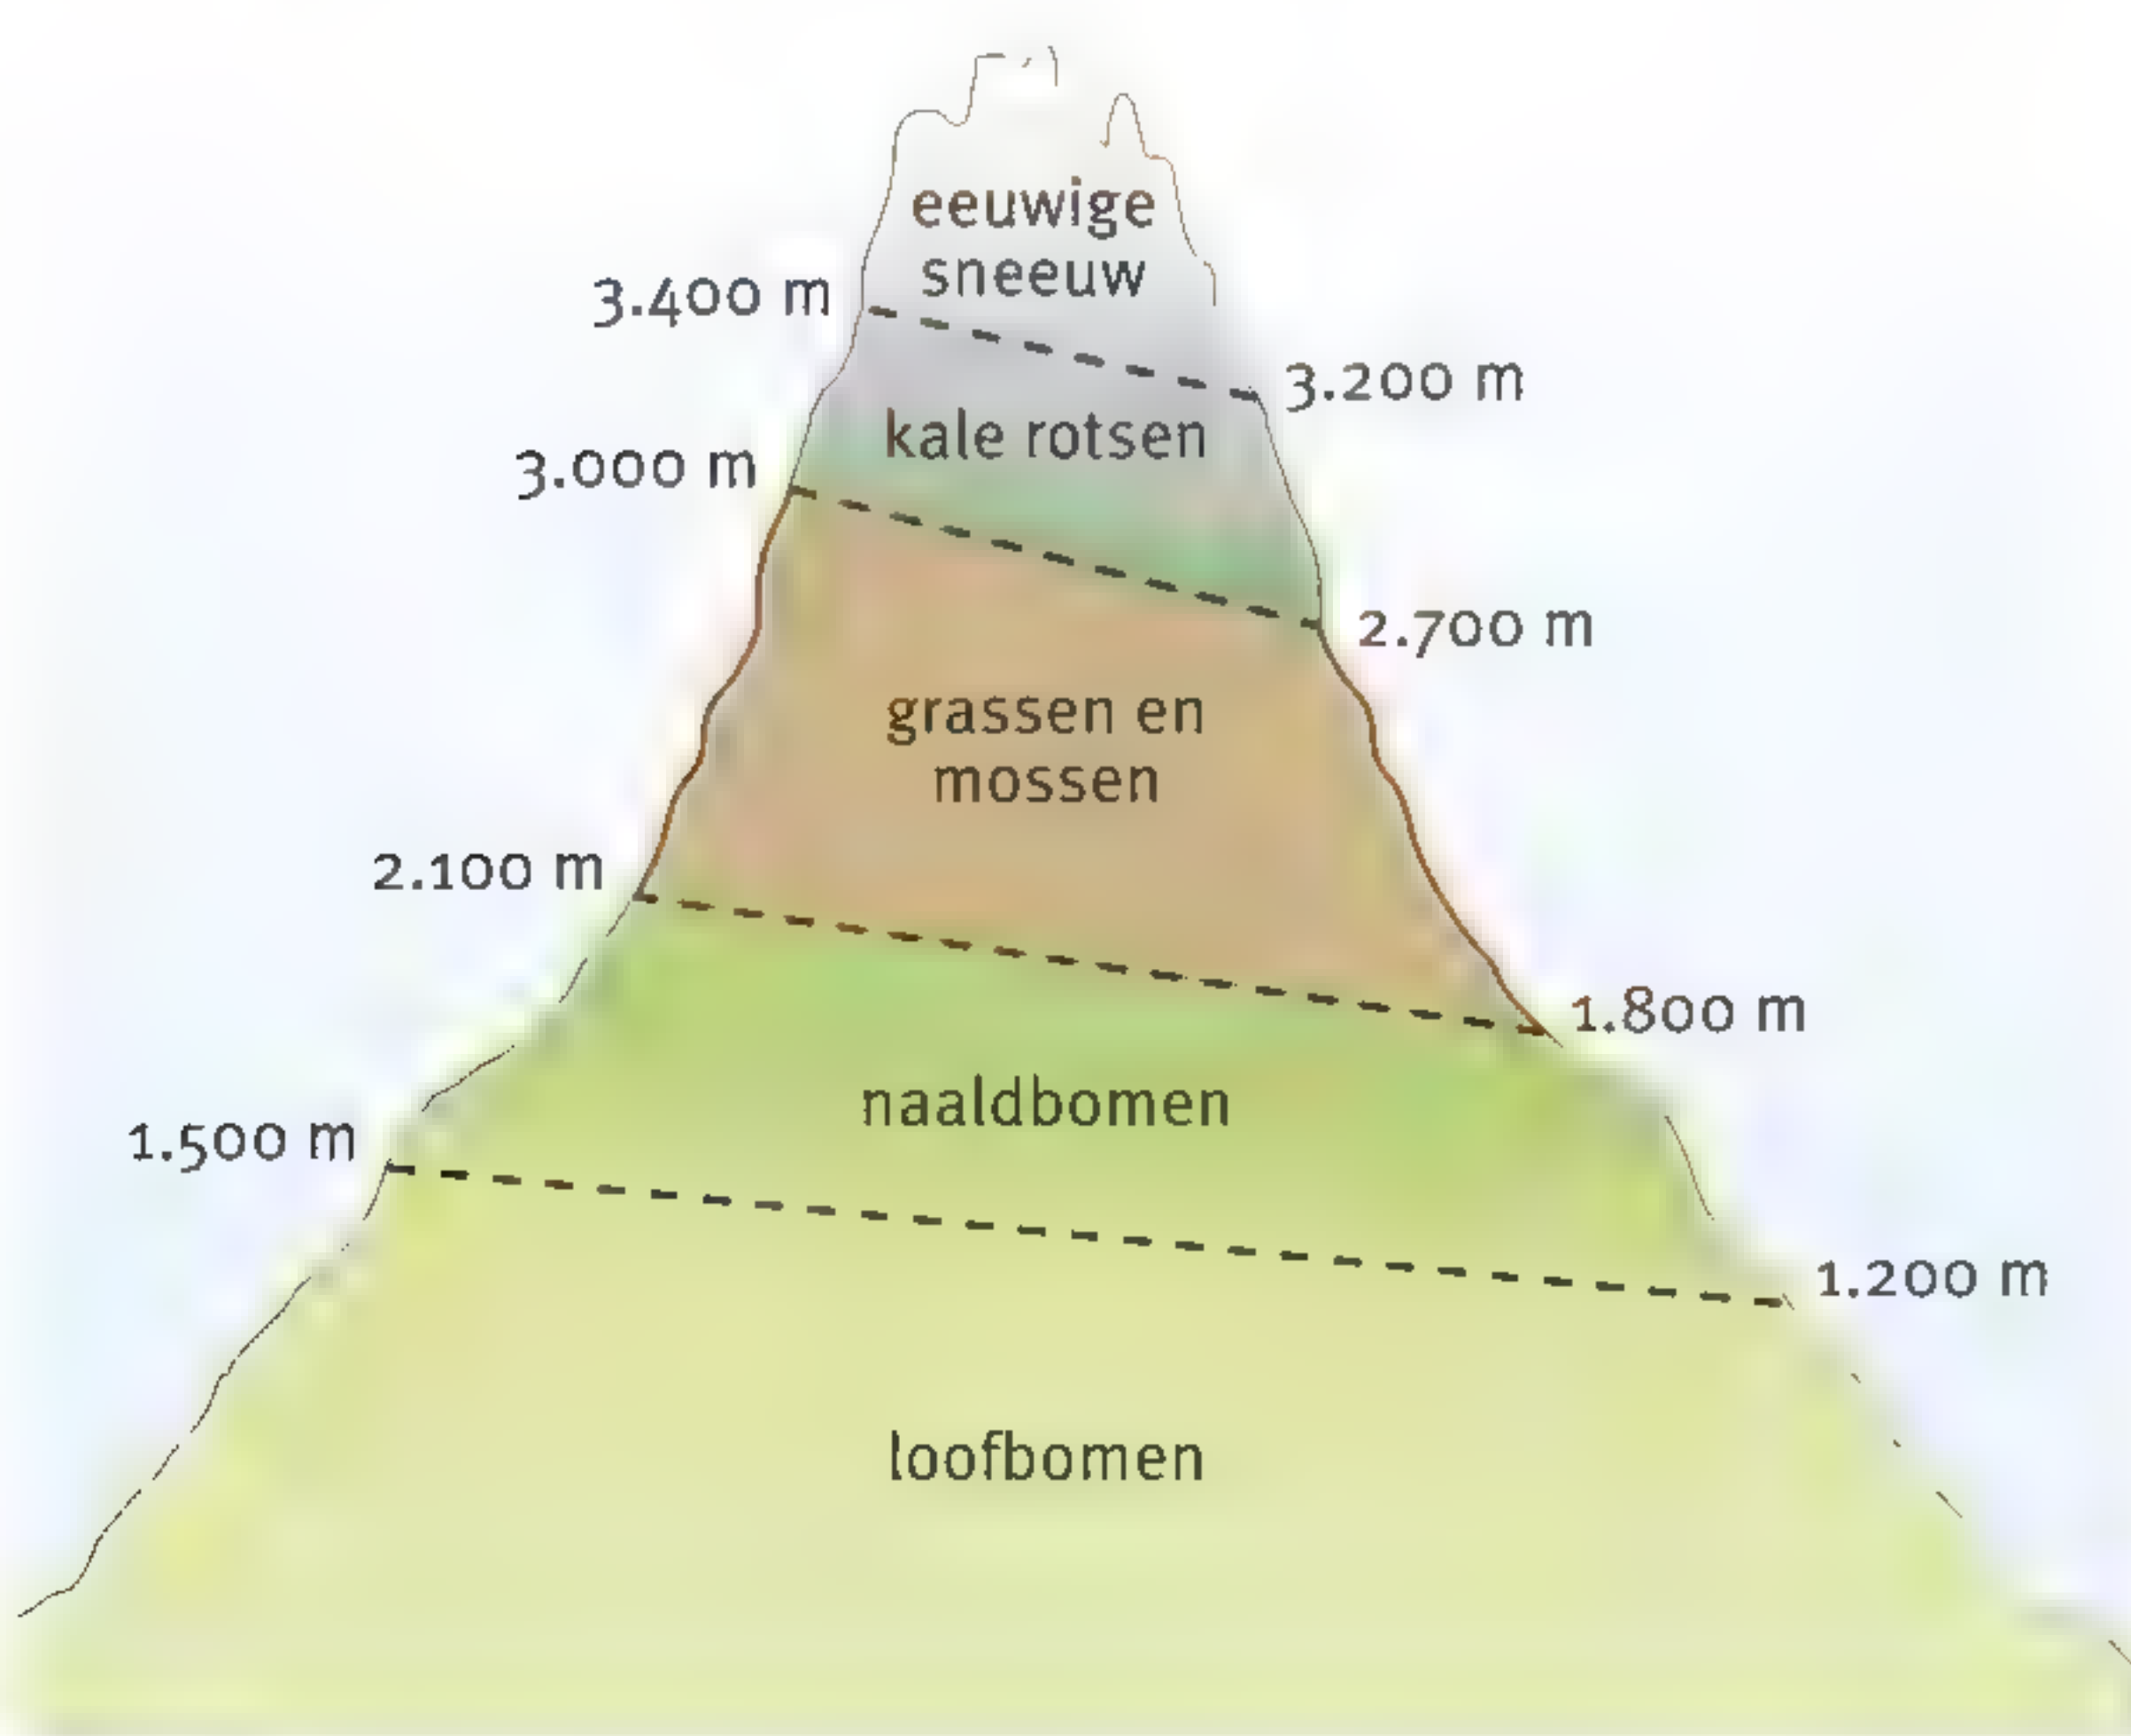 eeuwige
sneeuw
3.400 m
3.200 m
kale rotsen
3.000 m
2.700 m
grassen en
mossen
2.100 m
1.800 m
naaldbomen
1.500 m
1.200 m
loofbomen